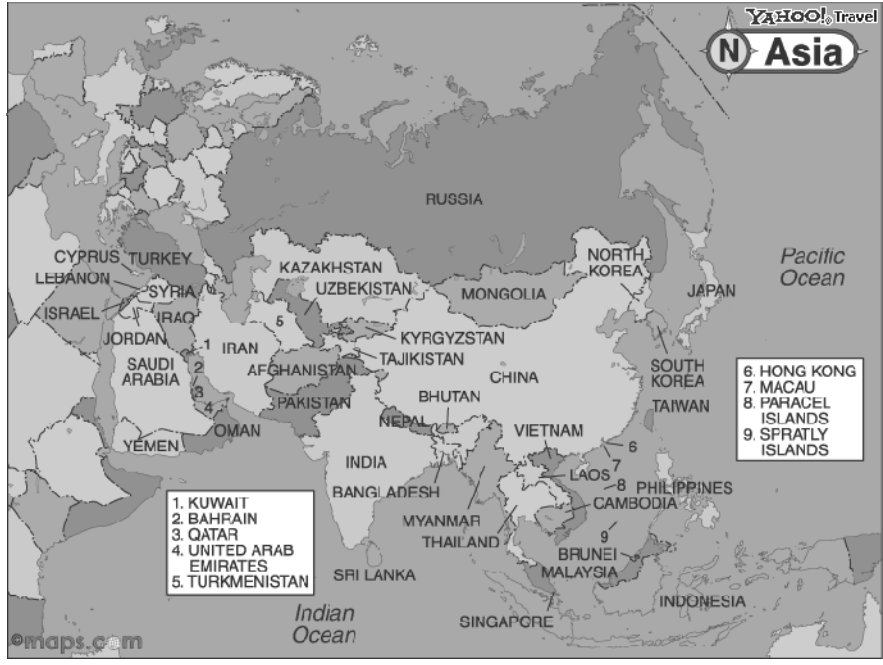 YAHOO! Travel
N Asia
RUSSIA
CYPRUS
TURKEY
KAZAKHSTAN
NORTH
KOREA
Pacific
Ocean
LEBANON
SYRIA
UZBEKISTAN
MONGOLIA
JAPAN
ISRAEL
IRAQ
5
JORDAN
1
IRAN
KYRGYZSTAN
TAJIKISTAN
SAUDI
ARABIA
2
AFGHANISTAN
CHINA
SOUTH
KOREA
3
4
PAKISTAN
BHUTAN
TAIWAN
YEMEN
OMAN
NEPAL
VIETNAM
6
INDIA
LAOS
7
BANGLADESH
8
PHILIPPINES
CAMBODIA
MYANMAR
THAILAND
9
BRUNEI
MALAYSIA
SRI LANKA
INDONESIA
SINGAPORE
Indian
Ocean
6. HONG KONG
7. MACAU
8. PARACEL
ISLANDS
9. SPRATLY
ISLANDS
1. KUWAIT
2. BAHRAIN
3. QATAR
4. UNITED ARAB
EMIRATES
5. TURKMENISTAN
©maps.com